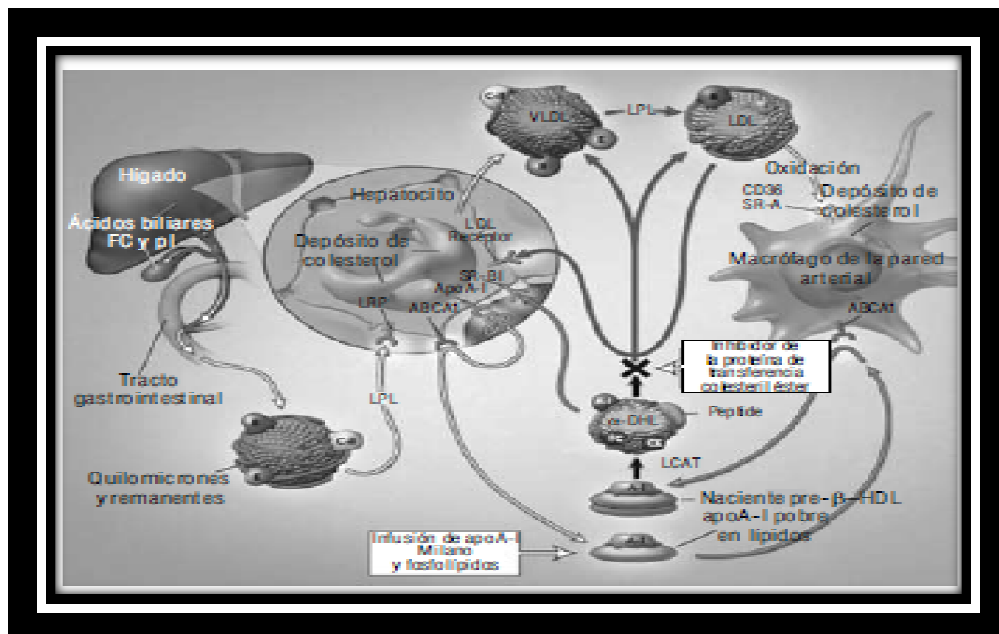 VLDL
LPL
LDL
Oxidación
CD36
SR-A
Depósito de
colesterol
Hígado
Ácidos biliares
FC y pl
Hepatocito
Depósito de
colesterol
LDL
Receptor
SR-BI
ApoA-I
LRP
ABCA1
Macrófago de la pared
arterial
ABCA1
Inhibidor de
la proteína de
transferencia
colesteril éster
Tracto
gastrointestinal
LPL
Peptide
LCAT
Quilomicrones
y remanentes
Naciente pre-β-HDL
apoA-I pobre
en lípidos
Infusión de apoA-I
Milano
y fosfolípidos